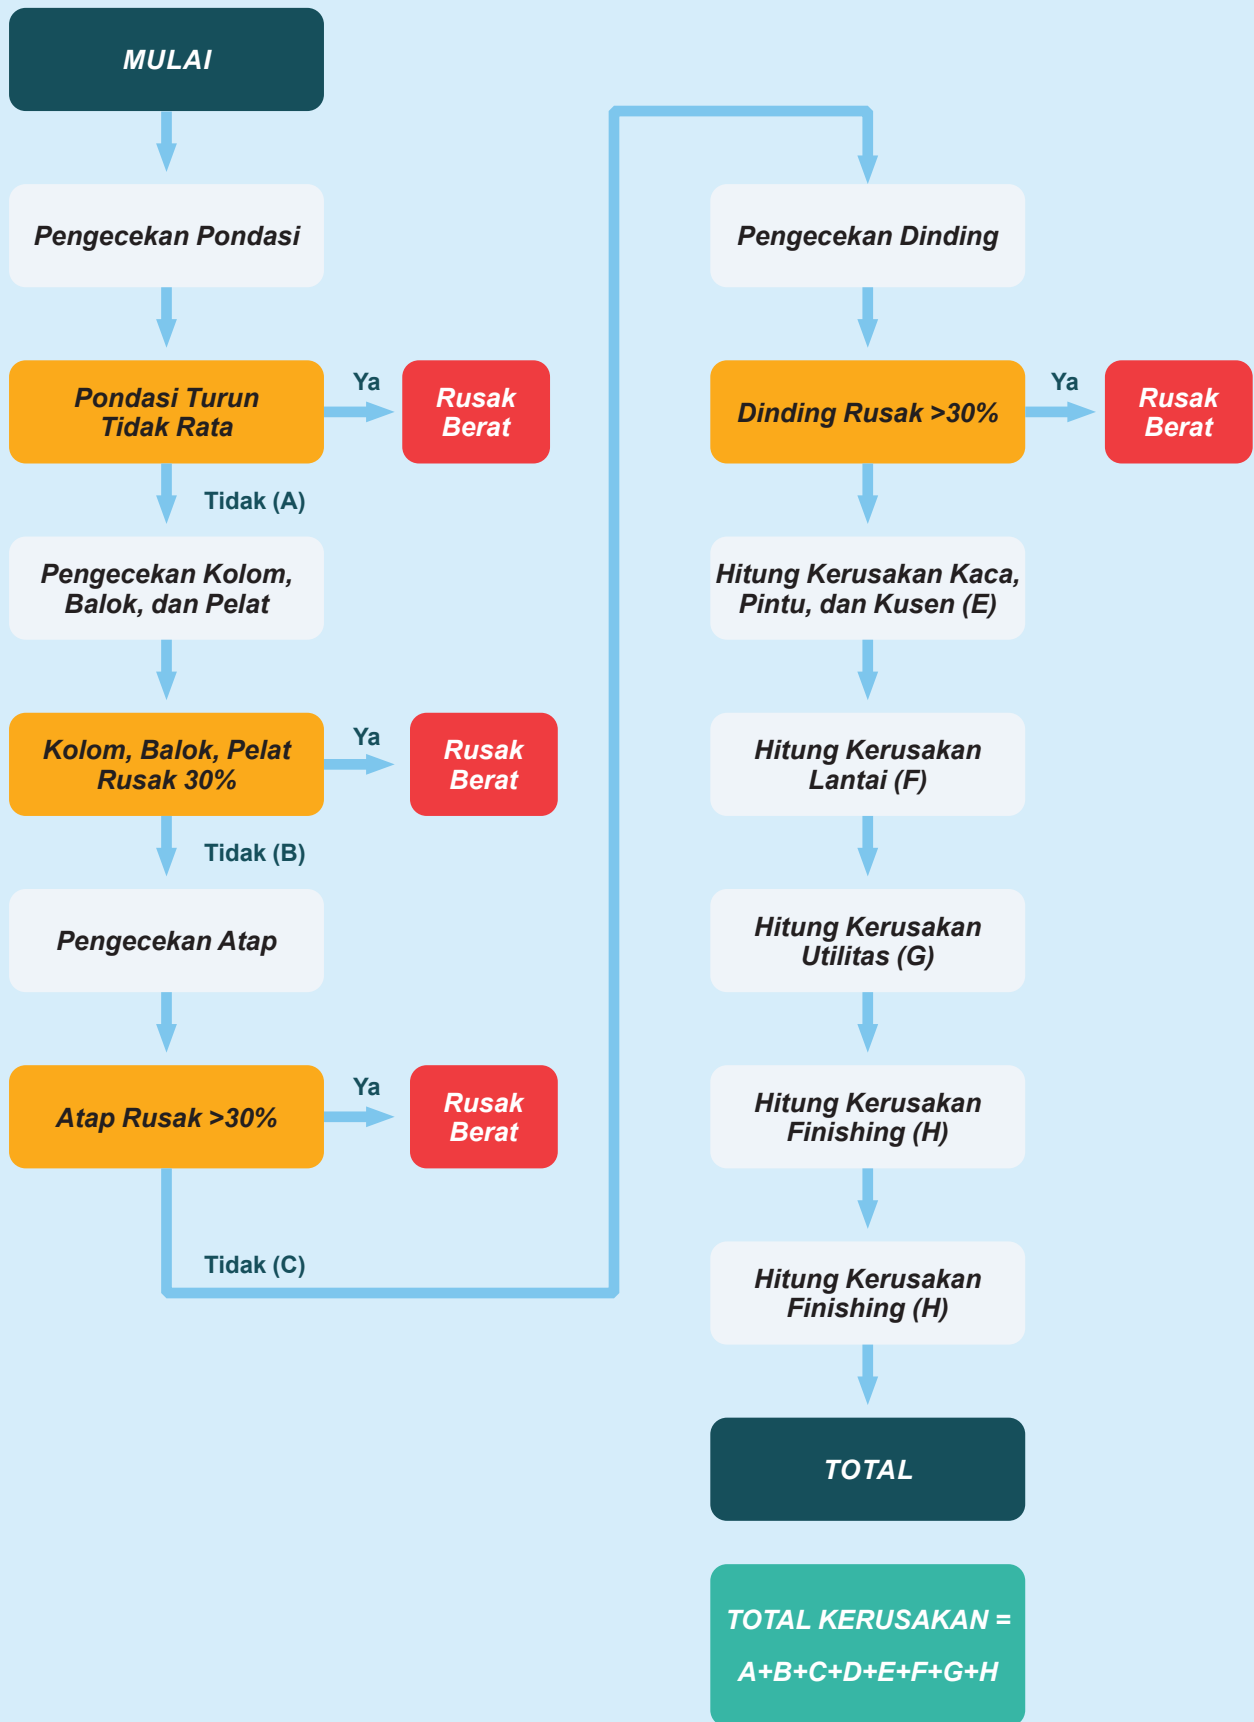 MULAI
Pengecekan Pondasi
Pondasi Turun
Tidak Rata
Ya
Rusak
Berat
Tidak (A)
Pengecekan Kolom,
Balok, dan Pelat
Kolom, Balok, Pelat
Rusak 30%
Ya
Rusak
Berat
Tidak (B)
Pengecekan Atap
Atap Rusak >30%
Ya
Rusak
Berat
Tidak (C)
Pengecekan Dinding
Dinding Rusak >30%
Ya
Rusak
Berat
Hitung Kerusakan Kaca,
Pintu, dan Kusen (E)
Hitung Kerusakan
Lantai (F)
Hitung Kerusakan
Utilitas (G)
Hitung Kerusakan
Finishing (H)
Hitung Kerusakan
Finishing (H)
TOTAL
TOTAL KERUSAKAN =
A+B+C+D+E+F+G+H